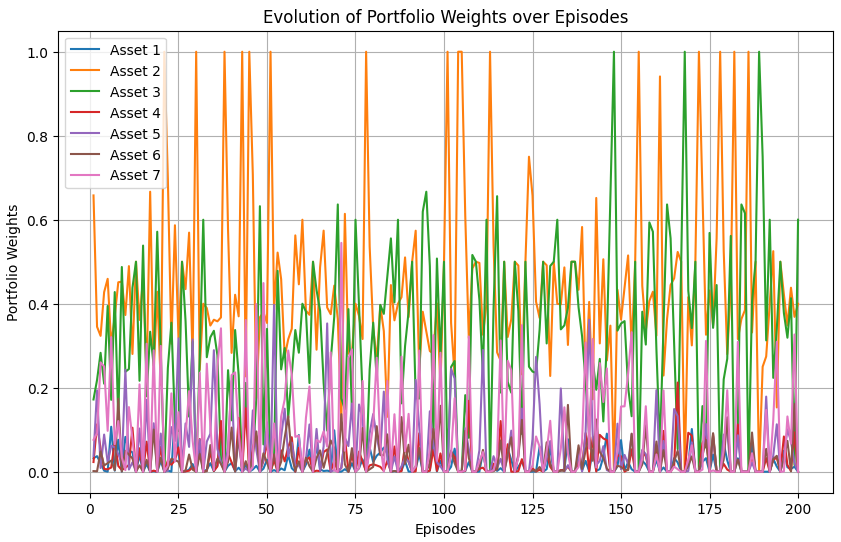 Evolution of Portfolio Weights over Episodes
Portfolio Weights
1.0
0.8
0.6
0.4
0.2
0.0
Asset 1
Asset 2
Asset 3
Asset 4
Asset 5
Asset 6
Asset 7
0 25 50 75 100 125 150 175 200
Episodes